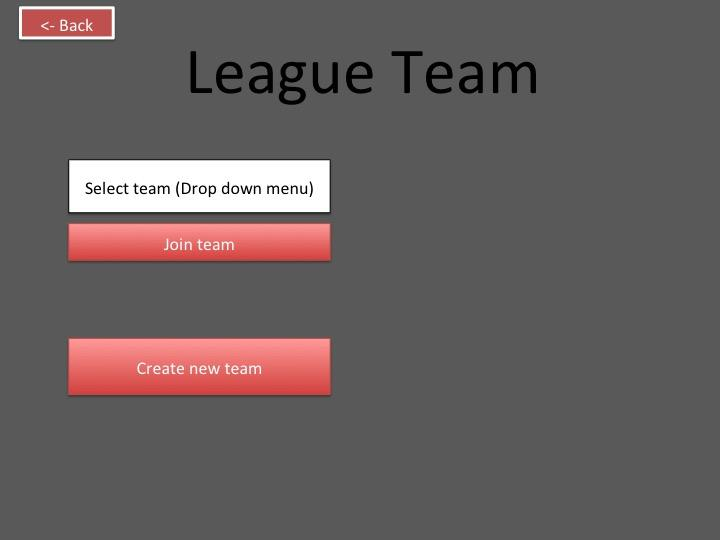 <- Back
League Team
Select team (Drop down menu)
Join team
Create new team